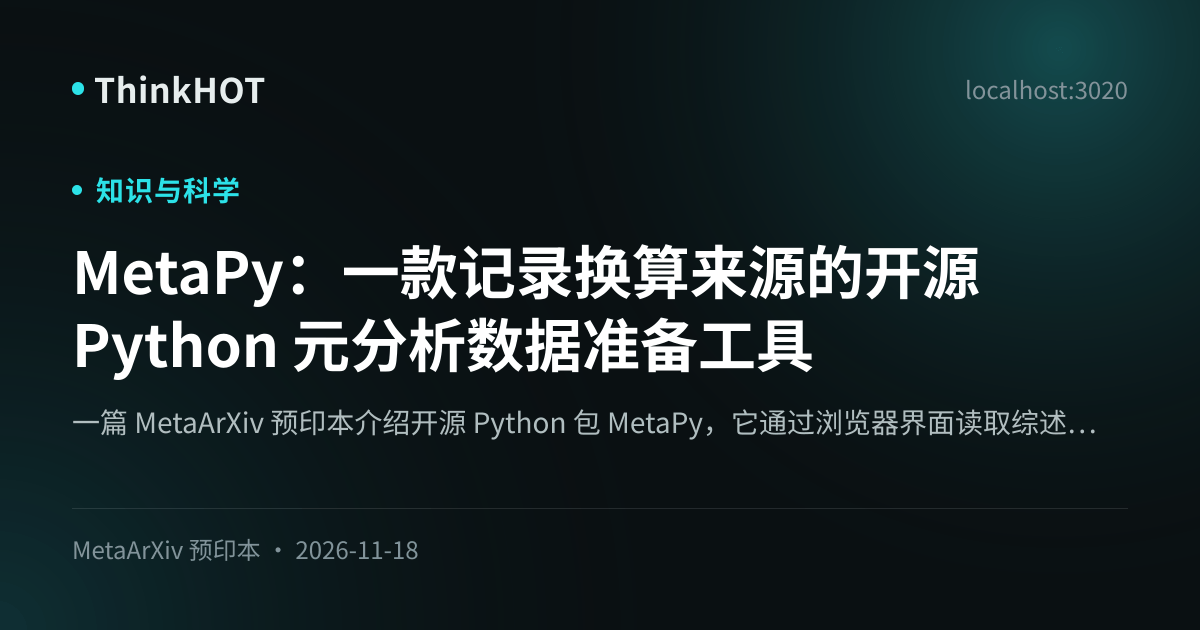 ThinkHOT
localhost:3020
知识与科学
MetaPy：一款记录换算来源的开源
Python 元分析数据准备工具
一篇 MetaArXiv 预印本介绍开源 Python 包 MetaPy，它通过浏览器界面读取综述…
MetaArXiv 预印本 · 2026-11-18